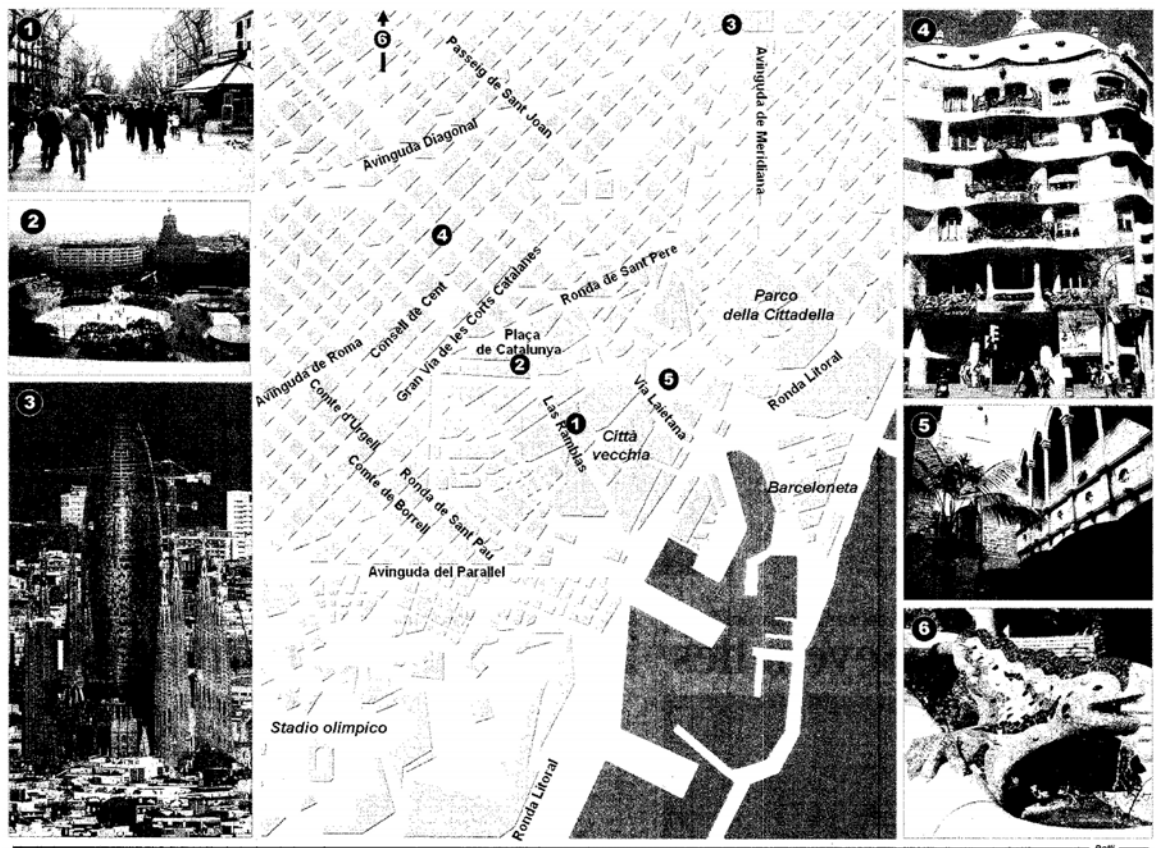 1
6
3
4
Passeig de Sant Joan
Avinguda de Meridiana
Avinguda Diagonal
2
4
Gran Via de les Corts Catalanes
Ronda de Sant Pere
Consell de Cent
Parco
della Cittadella
Plaça
de Catalunya
2
Avinguda de Roma
3
Comte d'Urgell
Las Ramblas
1
Via Laietana
5
Ronda Litoral
5
Città
vecchia
Comte de Borrell
Ronda de Sant Pau
Barceloneta
Avinguda del Parallel
6
Stadio olimpico
Ronda Litoral